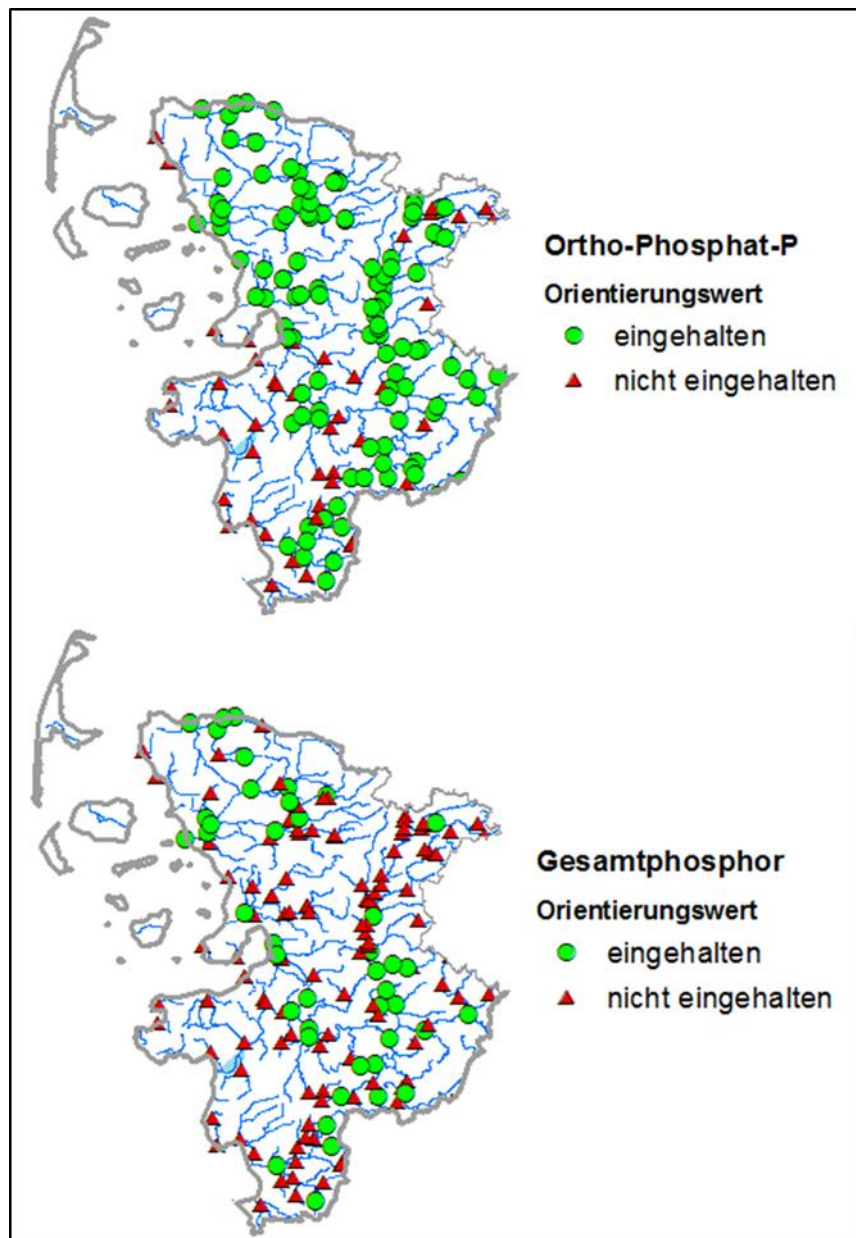 Ortho-Phosphat-P
Orientierungswert
eingehalten
nicht eingehalten
Gesamtphosphor
Orientierungswert
eingehalten
nicht eingehalten